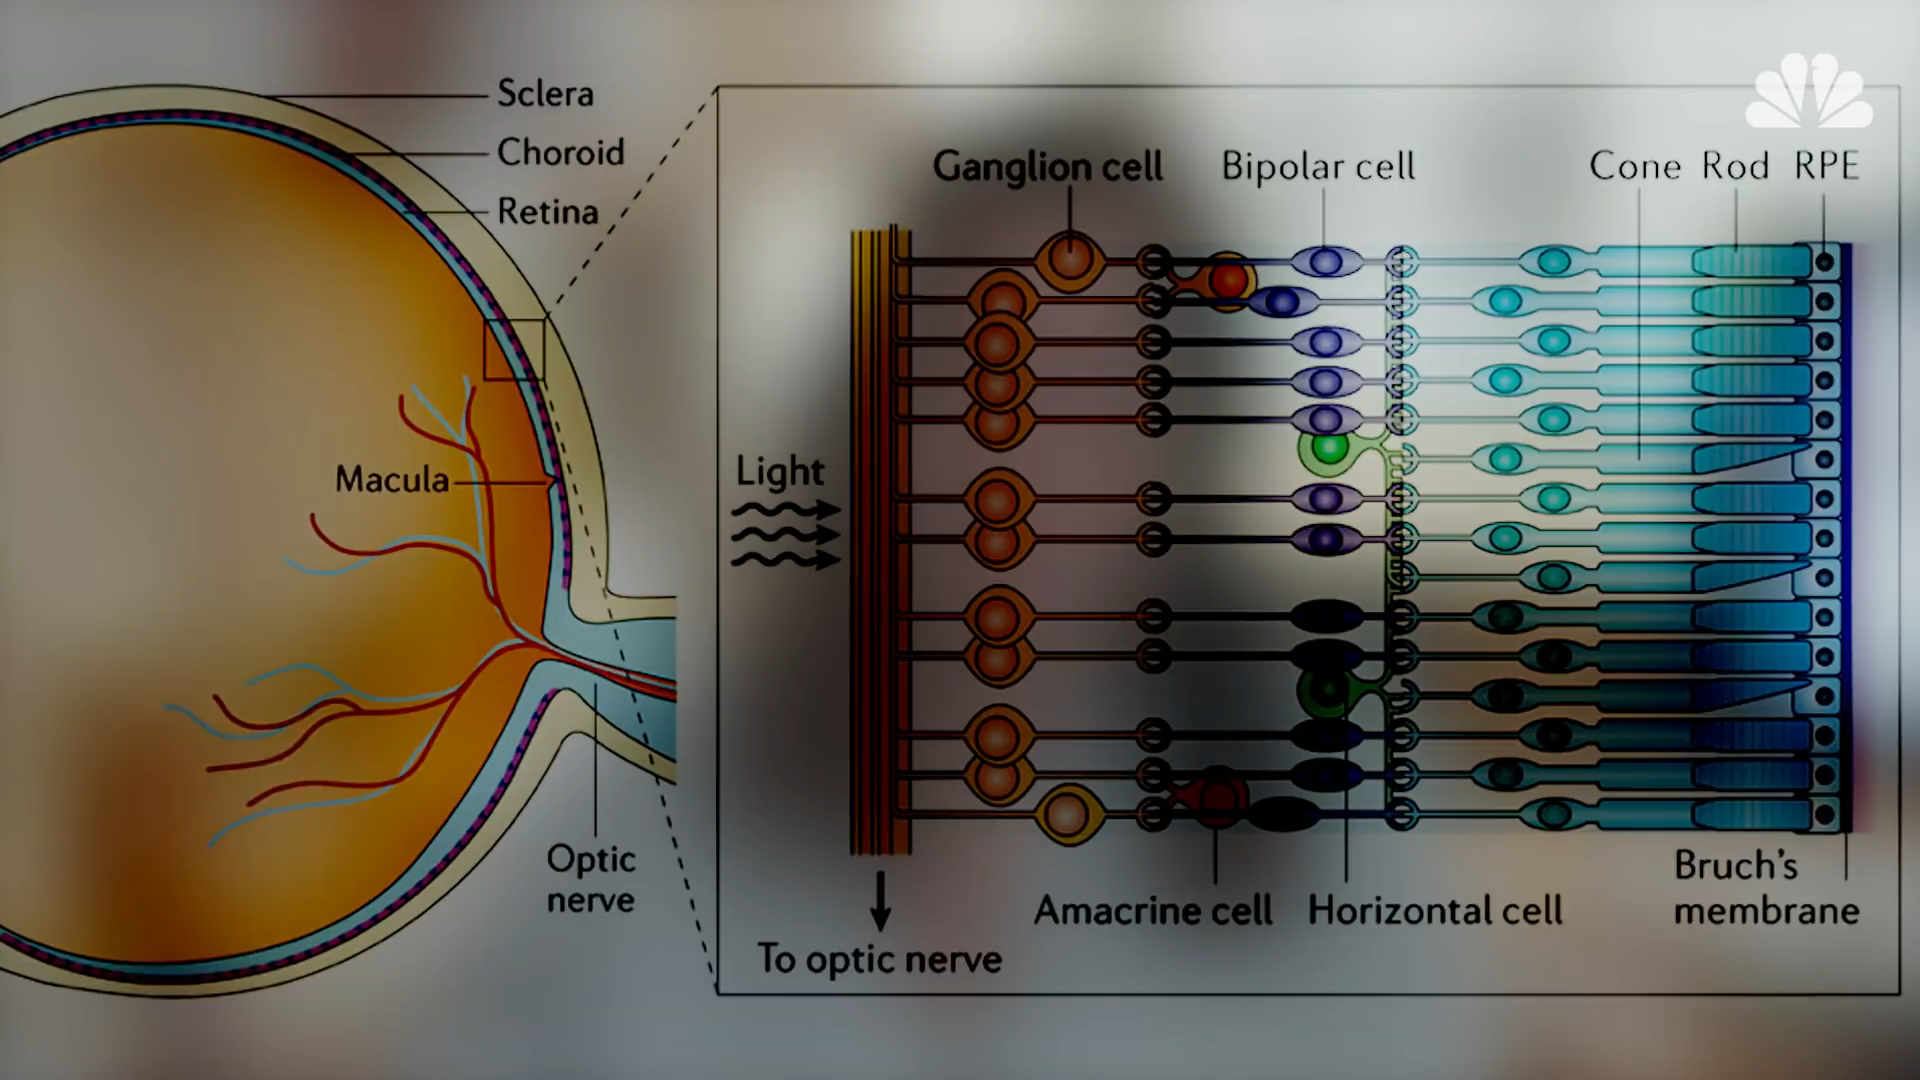 Sclera
Choroid
Retina
Macula
Optic
nerve
Ganglion cell
Bipolar cell
Cone
Rod
RPE
Light
Amacrine cell
Horizontal cell
Bruch's
membrane
To optic nerve